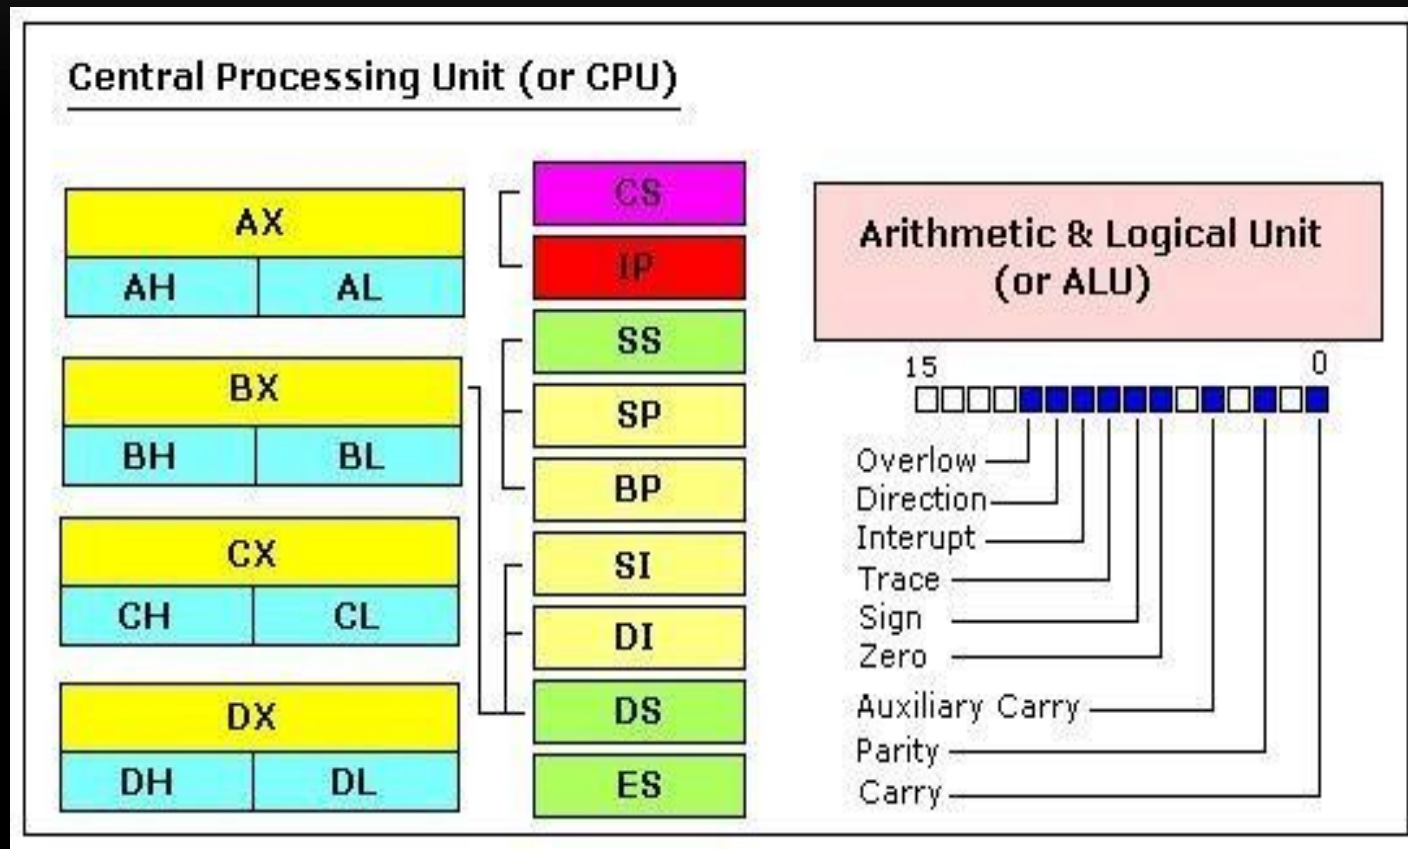 Central Processing Unit (or CPU)
AX
AH AL
BX
BH BL
CX
CH CL
DX
DH DL
CS
IP
SS
SP
BP
SI
DI
DS
ES
Arithmetic & Logical Unit
(or ALU)
15 0
Overlow
Direction
Interupt
Trace
Sign
Zero
Auxiliary Carry
Parity
Carry